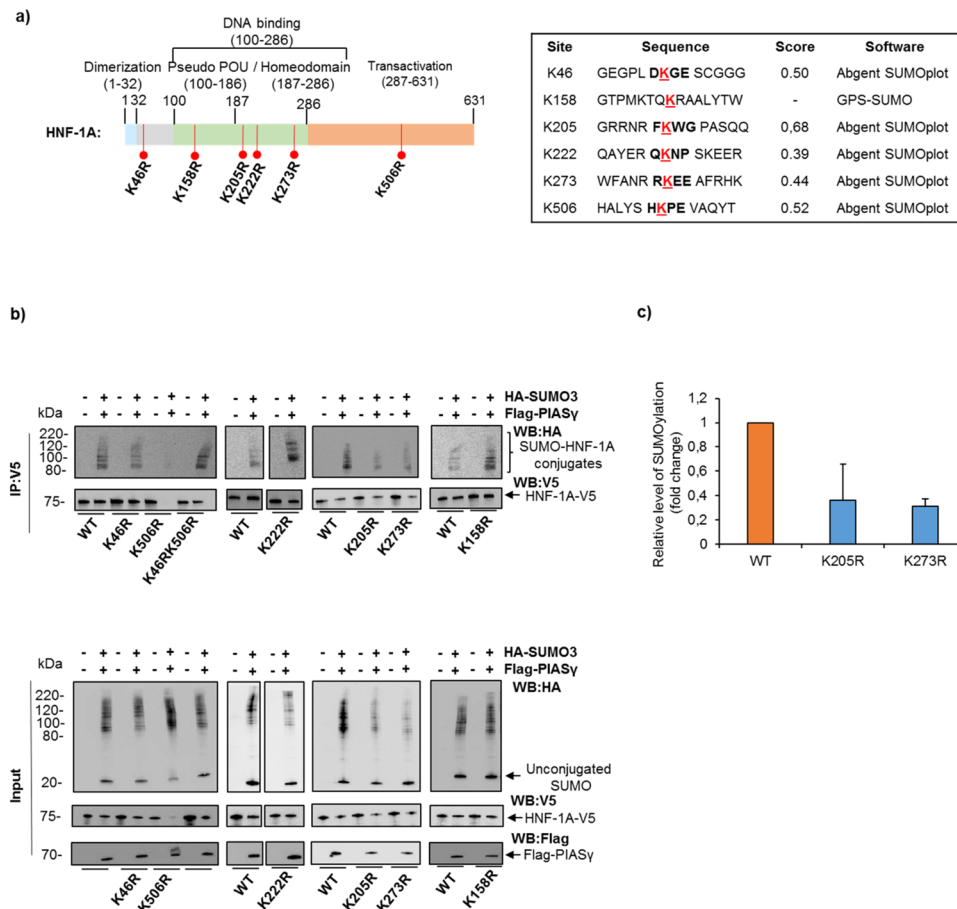 a)
DNA binding
(100-286)
Dimerization Pseudo POU / Homeodomain Transactivation
(1-32) (100-186) (187-286) (287-631)
1 32 100 187 286 631
HNF-1A:
K46R K158R K205R K222R K273R K506R
Site Sequence Score Software
K46 GEGPL DKGE SCGGG 0.50 Abgent SUMOplot
K158 GTPMKTQKRAALYTW - GPS-SUMO
K205 GRRNR FKWG PASQQ 0,68 Abgent SUMOplot
K222 QAYER QKNP SKEER 0.39 Abgent SUMOplot
K273 WFANR RKEE AFRHK 0.44 Abgent SUMOplot
K506 HALYS HKPE VAQYT 0.52 Abgent SUMOplot
b)
- + - + - + - + - + - + - + - + - + - + - + HA-SUMO3
kDa - + - + - + - + - + - + - + - + - + - + - + Flag-PIASγ
IP:V5
WB:HA
220-
120-
100-
80-
SUMO-HNF-1A
conjugates
WB:V5
75- HNF-1A-V5
WT K46R K506R K46RK506R WT K222R WT K205R K273R WT K158R
- + - + - + - + - + - + - + - + - + - + - + HA-SUMO3
kDa - + - + - + - + - + - + - + - + - + - + - + Flag-PIASγ
Input
WB:HA
220-
120-
100-
80-
20- Unconjugated
SUMO
WB:V5
75- HNF-1A-V5
WB:Flag
70- Flag-PIASγ
K46R K506R WT K222R WT K205R K273R WT K158R
c)
Relative level of SUMOylation
(fold change)
1,2
1
0,8
0,6
0,4
0,2
0
WT K205R K273R